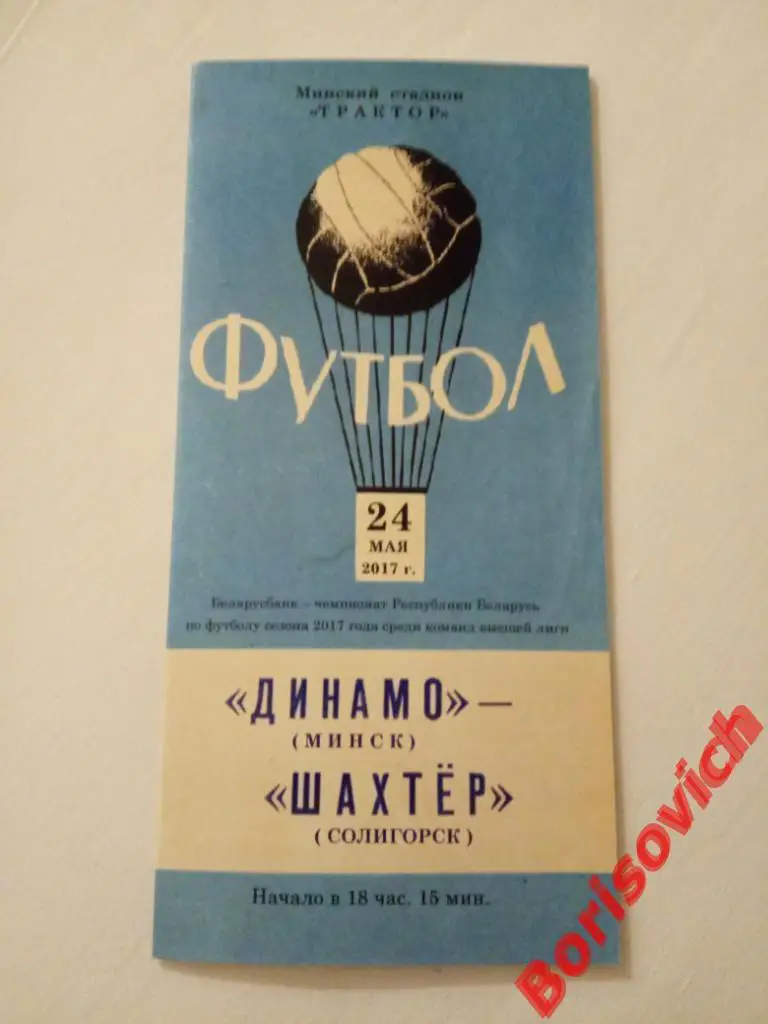 Минский стадион
«ТРАКТОР»
ФУТБОЛ
24
МАЯ
2017 г.
Беларусбанк – чемпионат Республики Беларусь
по футболу сезона 2017 года среди команд высшей лиги
«ДИНАМО» —
(МИНСК)
«ШАХТЁР»
(СОЛИГОРСК)
Начало в 18 час. 15 мин.
Borisovich